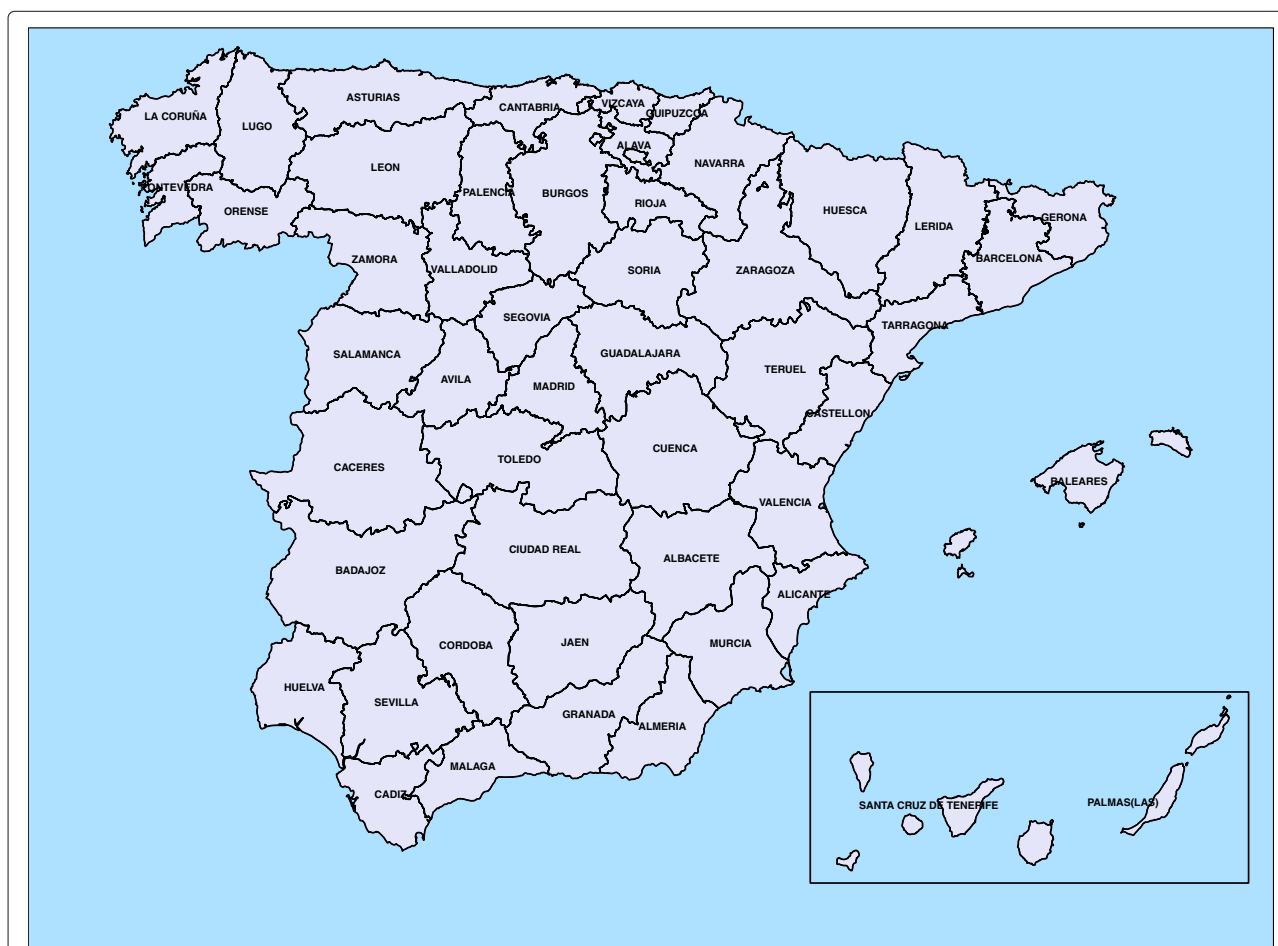 ASTURIAS
CANTABRIA
VIZCAYA
GUIPUZCOA
LA CORUÑA
LUGO
ALAVA
LEON
NAVARRA
PONTEVEDRA
PALENCIA
BURGOS
RIOJA
ORENSE
HUESCA
LERIDA
GERONA
ZAMORA
VALLADOLID
SORIA
ZARAGOZA
BARCELONA
SEGOVIA
TARRAGONA
SALAMANCA
GUADALAJARA
AVILA
MADRID
TERUEL
CASTELLON
CACERES
TOLEDO
CUENCA
BALEARES
VALENCIA
CIUDAD REAL
ALBACETE
BADAJOZ
ALICANTE
CORDOBA
JAEN
MURCIA
HUELVA
SEVILLA
GRANADA
ALMERIA
MALAGA
CADIZ
SANTA CRUZ DE TENERIFE
PALMAS(LAS)